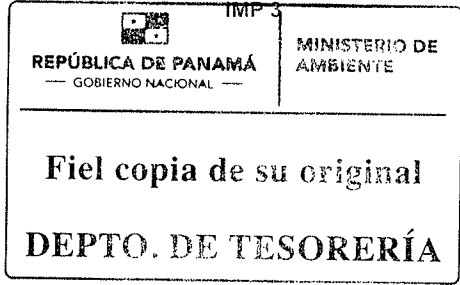 IMP 3
REPÚBLICA DE PANAMÁ
— GOBIERNO NACIONAL —
MINISTERIO DE
AMBIENTE
Fiel copia de su original
DEPTO. DE TESORERÍA